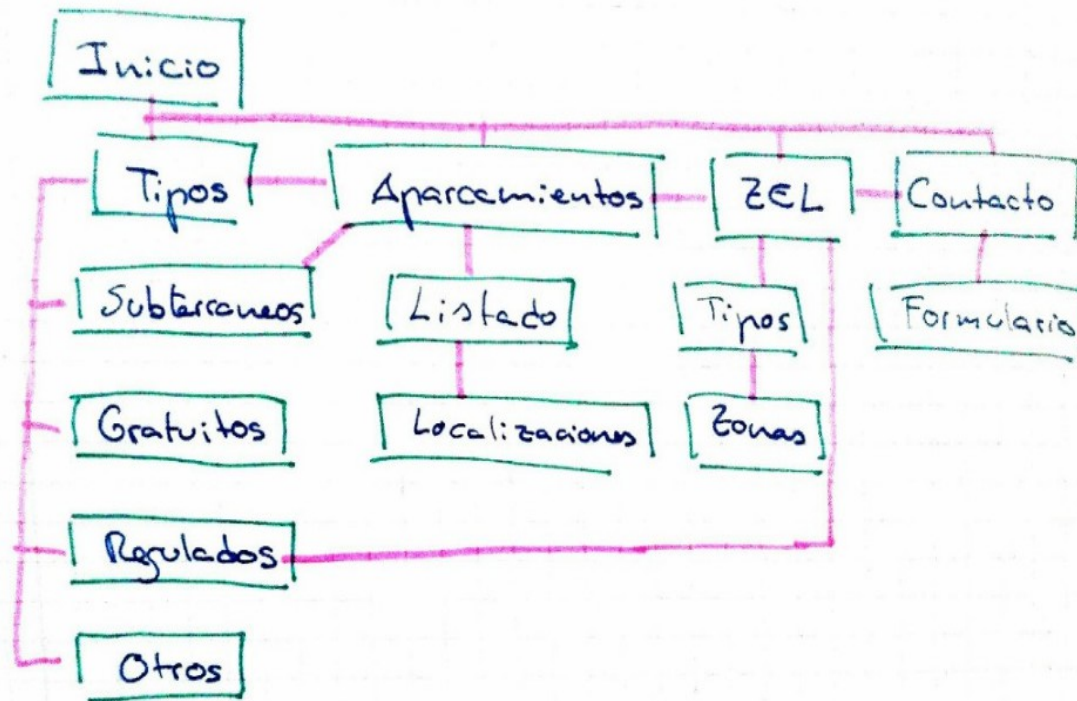 Inicio
Tipos Aparcamientos ZEL Contacto
Subterraneos Listado Tipos Formulario
Gratuitos Localizaciones Zonas
Regulados
Otros